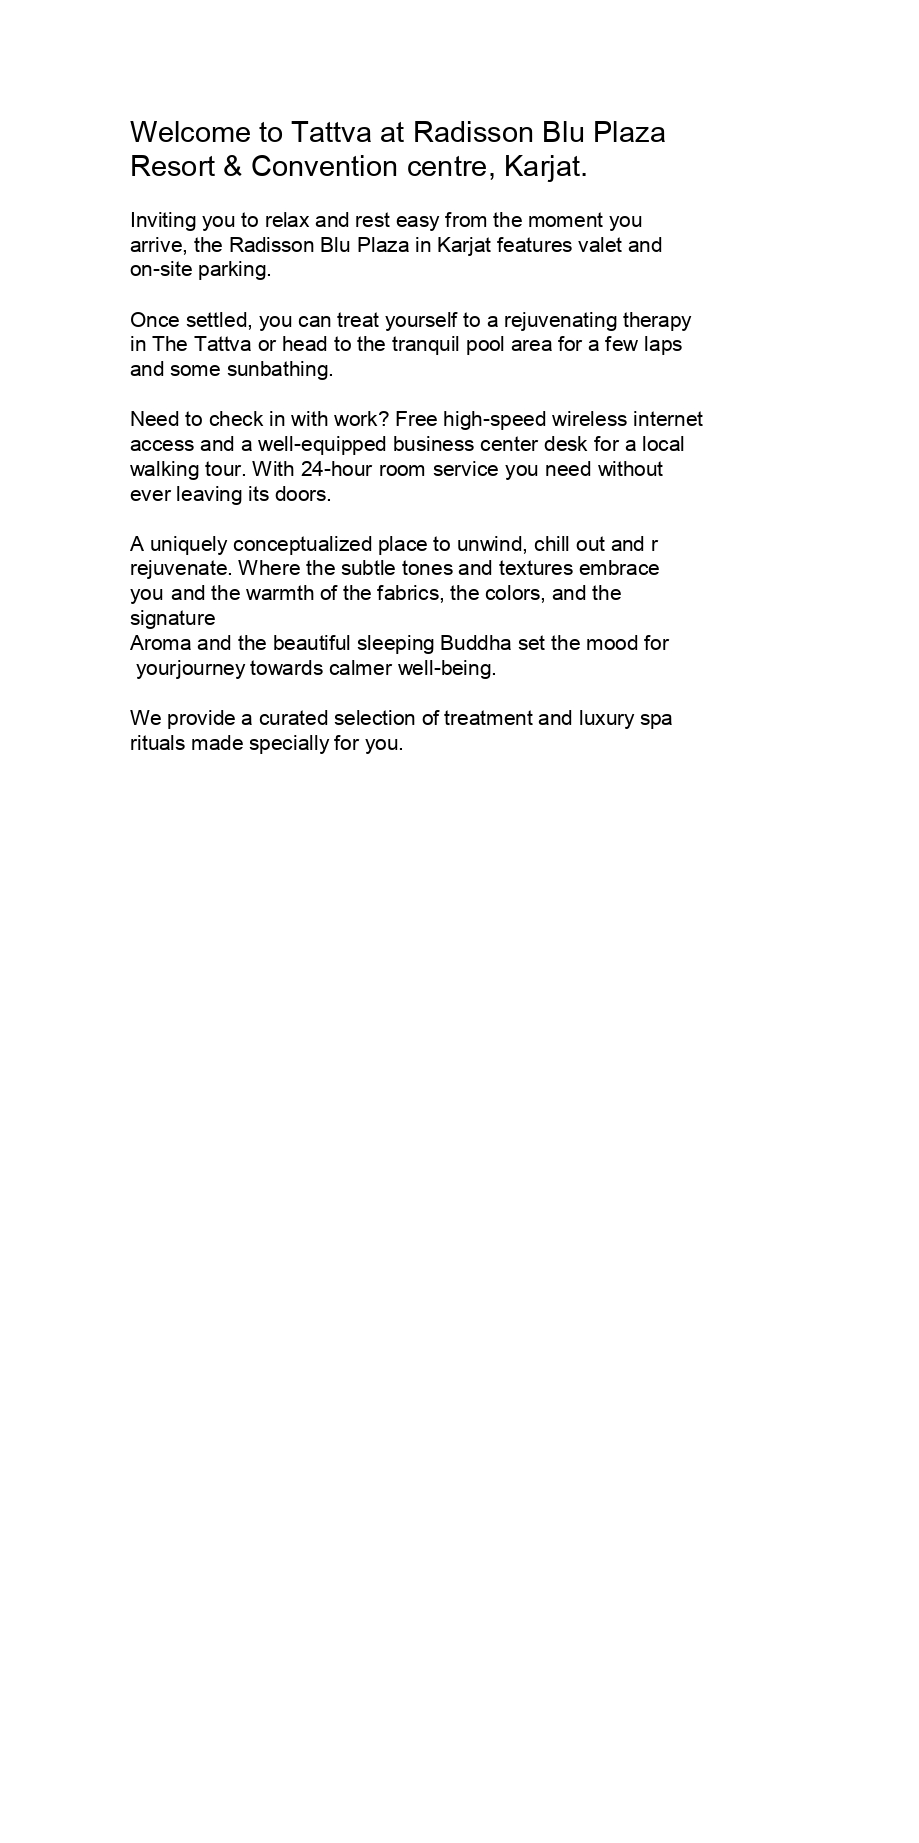 Welcome to Tattva at Radisson Blu Plaza
Resort & Convention centre, Karjat.
Inviting you to relax and rest easy from the moment you
arrive, the Radisson Blu Plaza in Karjat features valet and
on-site parking.
Once settled, you can treat yourself to a rejuvenating therapy
in The Tattva or head to the tranquil pool area for a few laps
and some sunbathing.
Need to check in with work? Free high-speed wireless internet
access and a well-equipped business center desk for a local
walking tour. With 24-hour room service you need without
ever leaving its doors.
A uniquely conceptualized place to unwind, chill out and r
rejuvenate. Where the subtle tones and textures embrace
you and the warmth of the fabrics, the colors, and the
signature
Aroma and the beautiful sleeping Buddha set the mood for
yourjourney towards calmer well-being.
We provide a curated selection of treatment and luxury spa
rituals made specially for you.